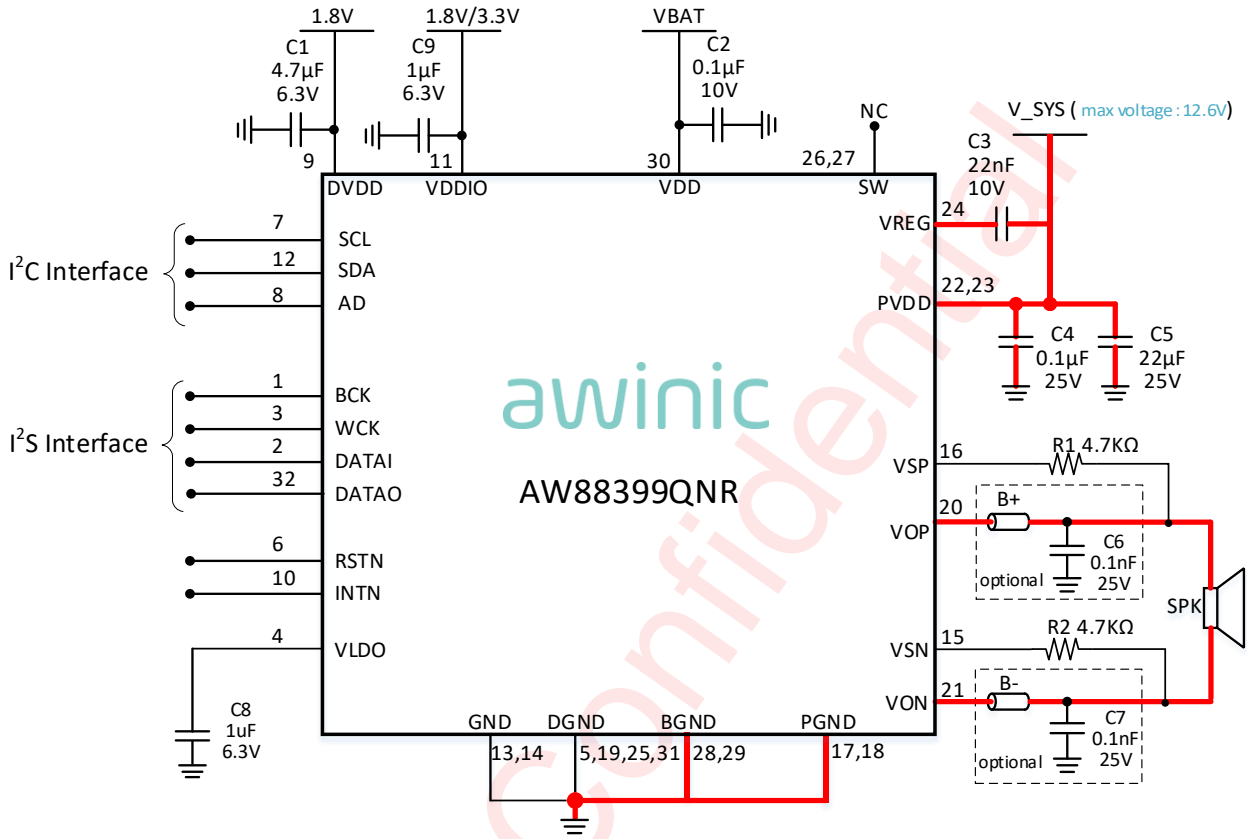 1.8V
C1
4.7μF
6.3V
9
DVDD
1.8V/3.3V
C9
1μF
6.3V
11
VDDIO
VBAT
C2
0.1μF
10V
30
VDD
NC
26,27
SW
V_SYS ( max voltage : 12.6V)
C3
22nF
10V
24
VREG
22,23
PVDD
C4
0.1μF
25V
C5
22μF
25V
I²C Interface
7
SCL
12
SDA
8
AD
I²S Interface
1
BCK
3
WCK
2
DATAI
32
DATAO
6
RSTN
10
INTN
4
VLDO
C8
1uF
6.3V
awinic
AW88399QNR
VSP
16
R1 4.7KΩ
VOP
20
B+
C6
0.1nF
25V
optional
SPK
VSN
15
R2 4.7KΩ
VON
21
B-
C7
0.1nF
25V
optional
GND
13,14
DGND
5,19,25,31
BGND
28,29
PGND
17,18
Confidential